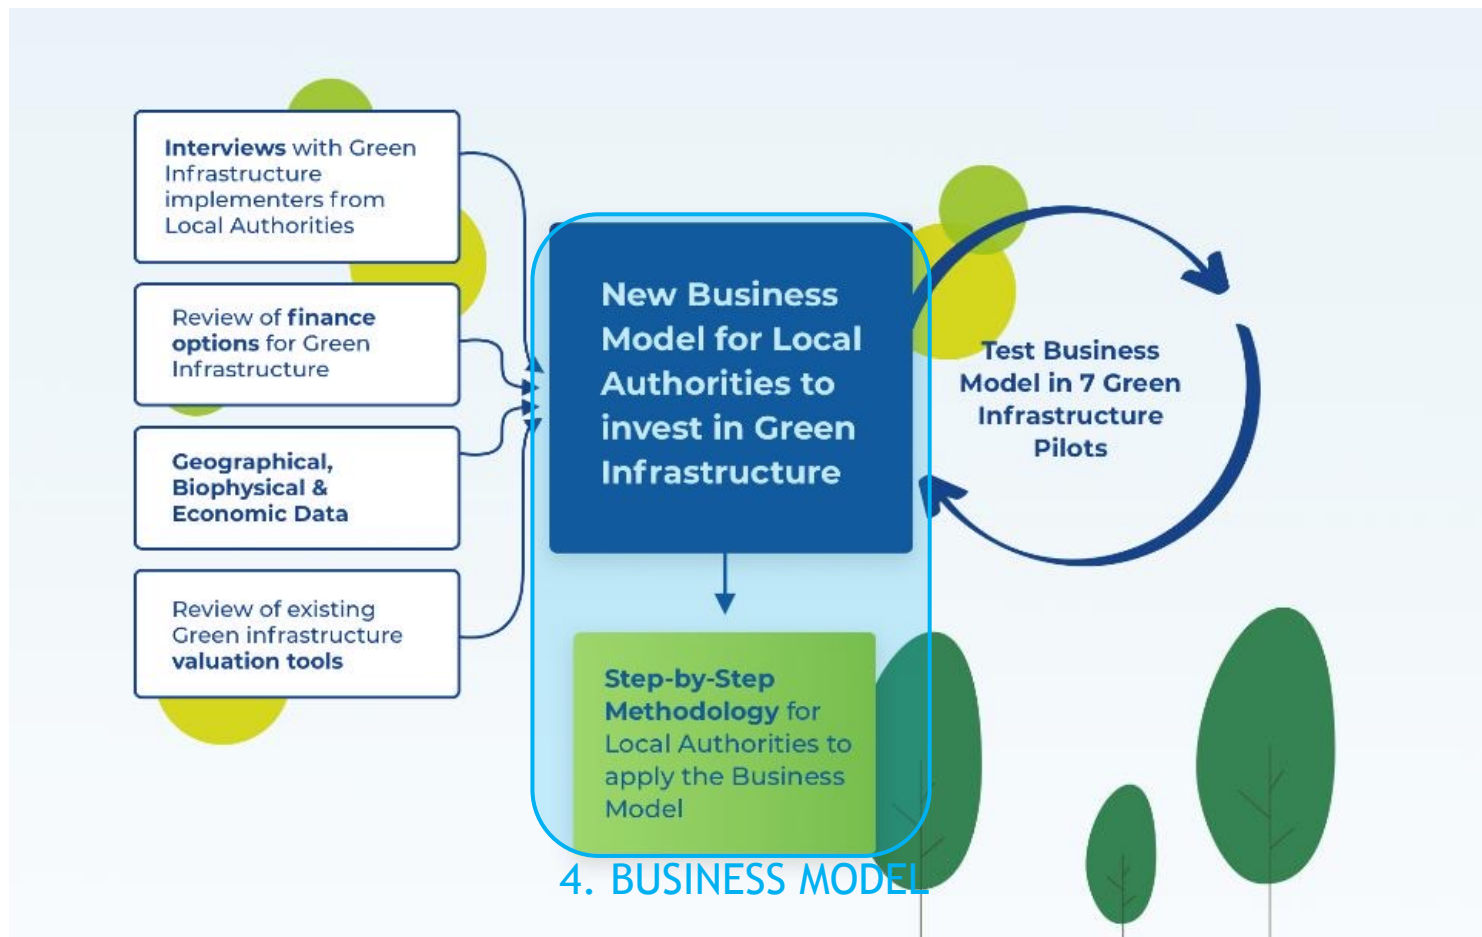 Interviews with Green
Infrastructure
implementers from
Local Authorities
Review of finance
options for Green
Infrastructure
Geographical,
Biophysical &
Economic Data
Review of existing
Green infrastructure
valuation tools
New Business
Model for Local
Authorities to
invest in Green
Infrastructure
Step-by-Step
Methodology for
Local Authorities to
apply the Business
Model
Test Business
Model in 7 Green
Infrastructure
Pilots
4. BUSINESS MODEL